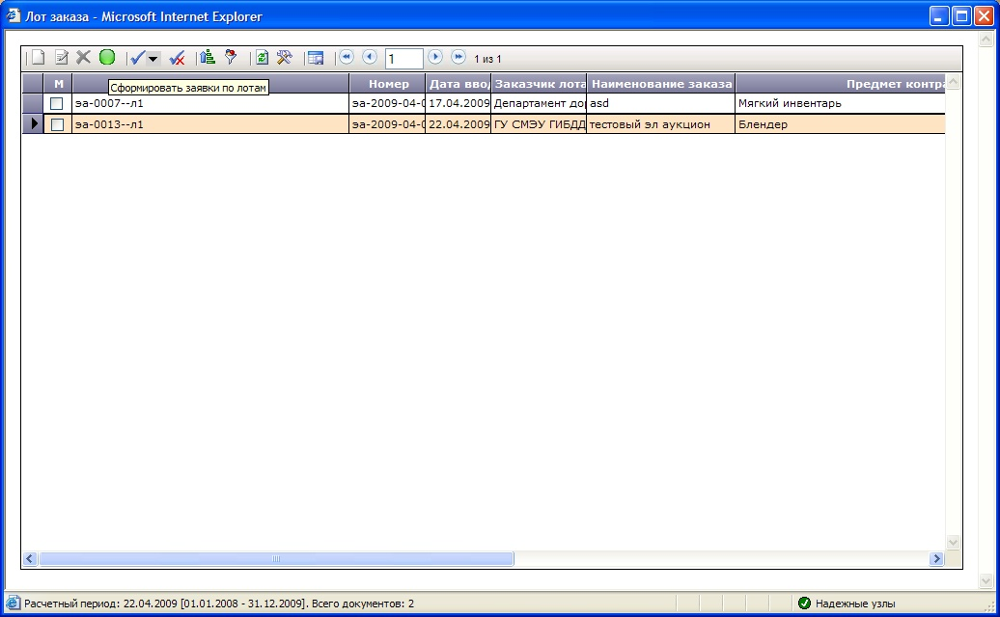 Лот заказа - Microsoft Internet Explorer
1 1 из 1
М Номер Дата ввод Заказчик лота Наименование заказа Предмет контра
Сформировать заявки по лотам
эа-0007--л1 эа-2009-04-0 17.04.2009 Департамент дор asd Мягкий инвентарь
эа-0013--л1 эа-2009-04-0 22.04.2009 ГУ СМЭУ ГИБДД тестовый эл аукцион Блендер
Расчетный период: 22.04.2009 [01.01.2008 - 31.12.2009]. Всего документов: 2 Надежные узлы